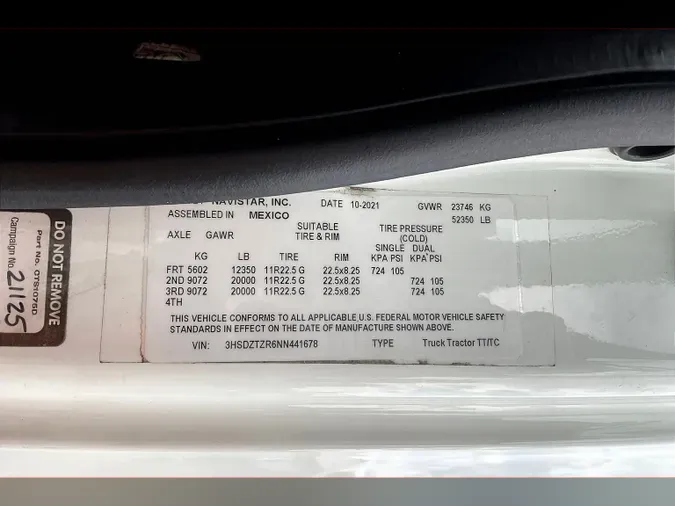 NAVISTAR, INC. DATE 10-2021 GVWR 23746 KG
ASSEMBLED IN MEXICO 52350 LB
AXLE GAWR SUITABLE TIRE & RIM TIRE PRESSURE (COLD)
SINGLE DUAL
KG LB TIRE RIM KPA PSI KPA PSI
FRT 5602 12350 11R22.5 G 22.5x8.25 724 105
2ND 9072 20000 11R22.5 G 22.5x8.25 724 105
3RD 9072 20000 11R22.5 G 22.5x8.25 724 105
4TH
THIS VEHICLE CONFORMS TO ALL APPLICABLE U.S. FEDERAL MOTOR VEHICLE SAFETY
STANDARDS IN EFFECT ON THE DATE OF MANUFACTURE SHOWN ABOVE.
VIN: 3HSDZTZR6NN441678 TYPE Truck Tractor TT/TC
DO NOT REMOVE
Part No. OTS1075D
Campaign No. 21125